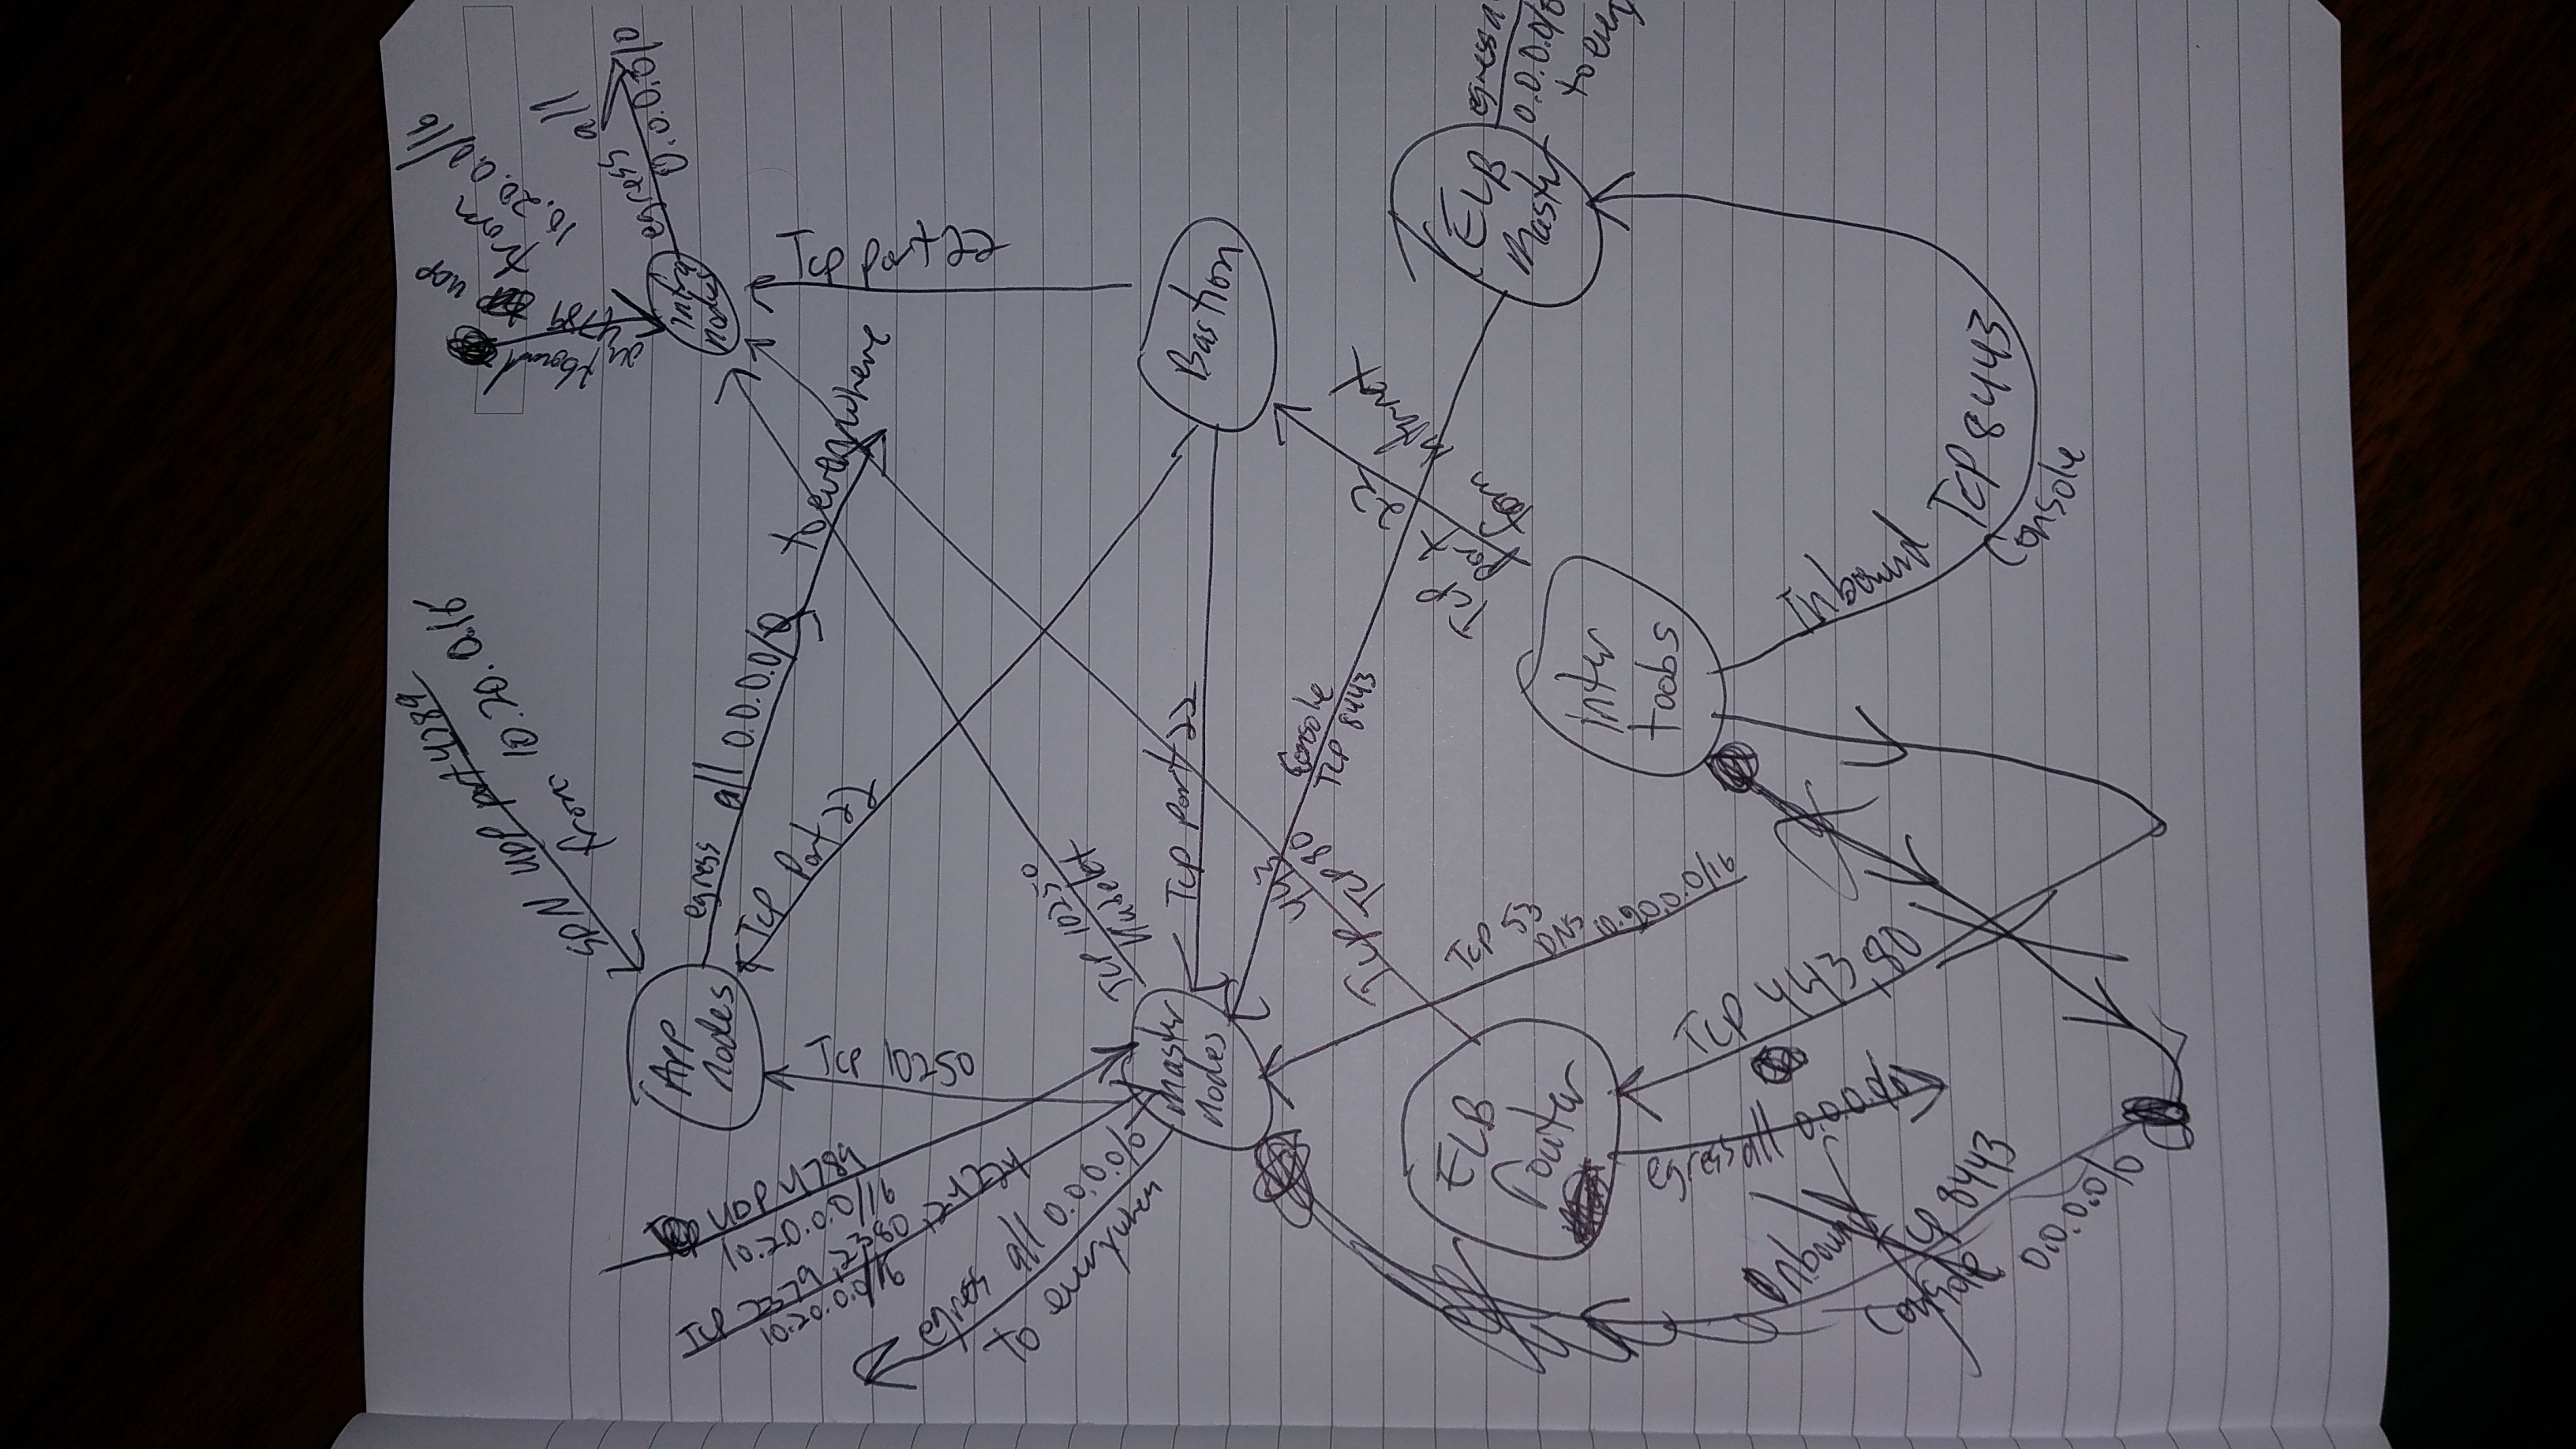 SDN UDP port 4789
from 10.20.0.16
4789 UDP
from
10.20.0.0/16
egress all
0.0.0.0/0
App
nodes
infra
nodes
egress all 0.0.0.0/0
to everywhere
TCP Port 22
TCP Port 22
UDP 4789
10.20.0.0/16
TCP 2379 2380
10.20.0.0/16
TCP 10250
egress all 0.0.0.0/
to everywhere
TCP 10250
Kubelet
master
nodes
TCP port 22
Bastion
TCP 443
TCP 80
Console
TCP 8443
TCP
port 22
from internet
ELB
router
TCP 53
DNS 10.20.0.0/16
inter
toobs
ELB
Master
egress a
0.0.0.0/0
to every
egress all 0.0.0.0/0
TCP 443
80
Inbound
TCP 8443
Console
Inbound
TCP 8443
Console
0.0.0.0/0